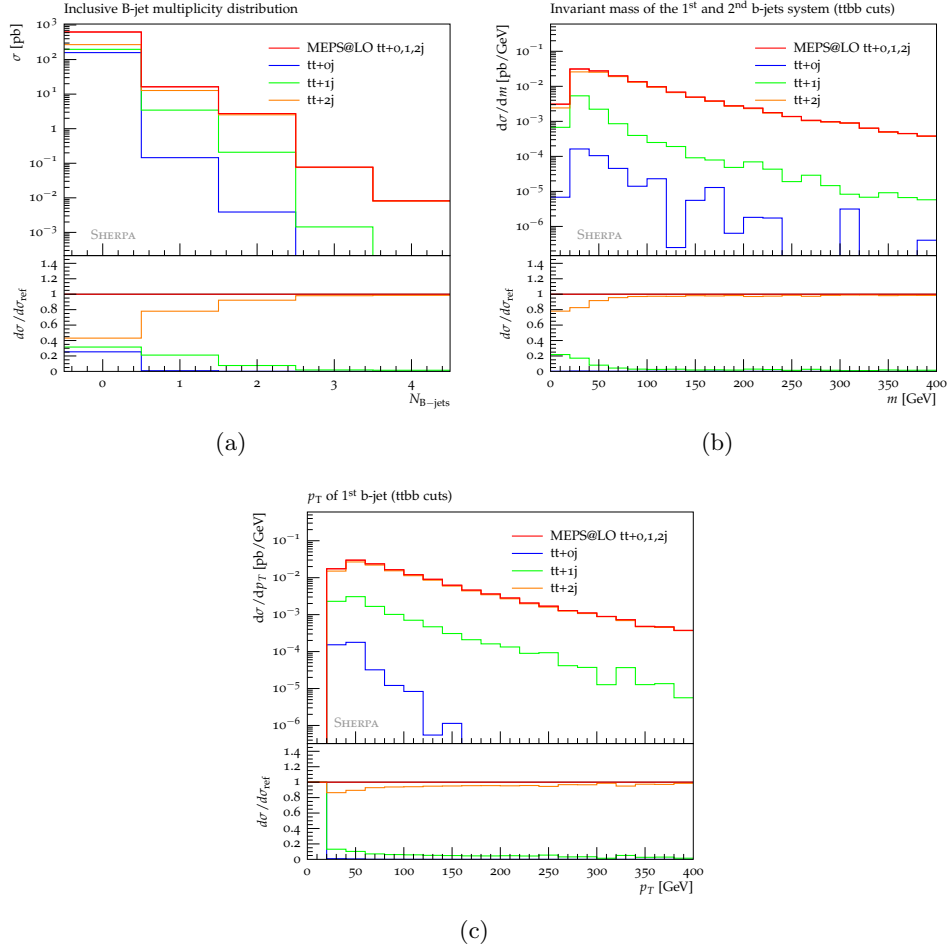 Inclusive B-jet multiplicity distribution
σ [pb]
10³
10²
10¹
1
10⁻¹
10⁻²
10⁻³
MEPS@LO tt+0,1,2j
tt+0j
tt+1j
tt+2j
SHERPA
dσ/dσref
1.4
1.2
1
0.8
0.6
0.4
0.2
0
0 1 2 3 4
N_B−jets
(a)
Invariant mass of the 1st and 2nd b-jets system (ttbb cuts)
dσ/dm [pb/GeV]
10⁻¹
10⁻²
10⁻³
10⁻⁴
10⁻⁵
10⁻⁶
MEPS@LO tt+0,1,2j
tt+0j
tt+1j
tt+2j
SHERPA
dσ/dσref
1.4
1.2
1
0.8
0.6
0.4
0.2
0
0 50 100 150 200 250 300 350 400
m [GeV]
(b)
pT of 1st b-jet (ttbb cuts)
dσ/dpT [pb/GeV]
10⁻¹
10⁻²
10⁻³
10⁻⁴
10⁻⁵
10⁻⁶
MEPS@LO tt+0,1,2j
tt+0j
tt+1j
tt+2j
SHERPA
dσ/dσref
1.4
1.2
1
0.8
0.6
0.4
0.2
0
0 50 100 150 200 250 300 350 400
pT [GeV]
(c)